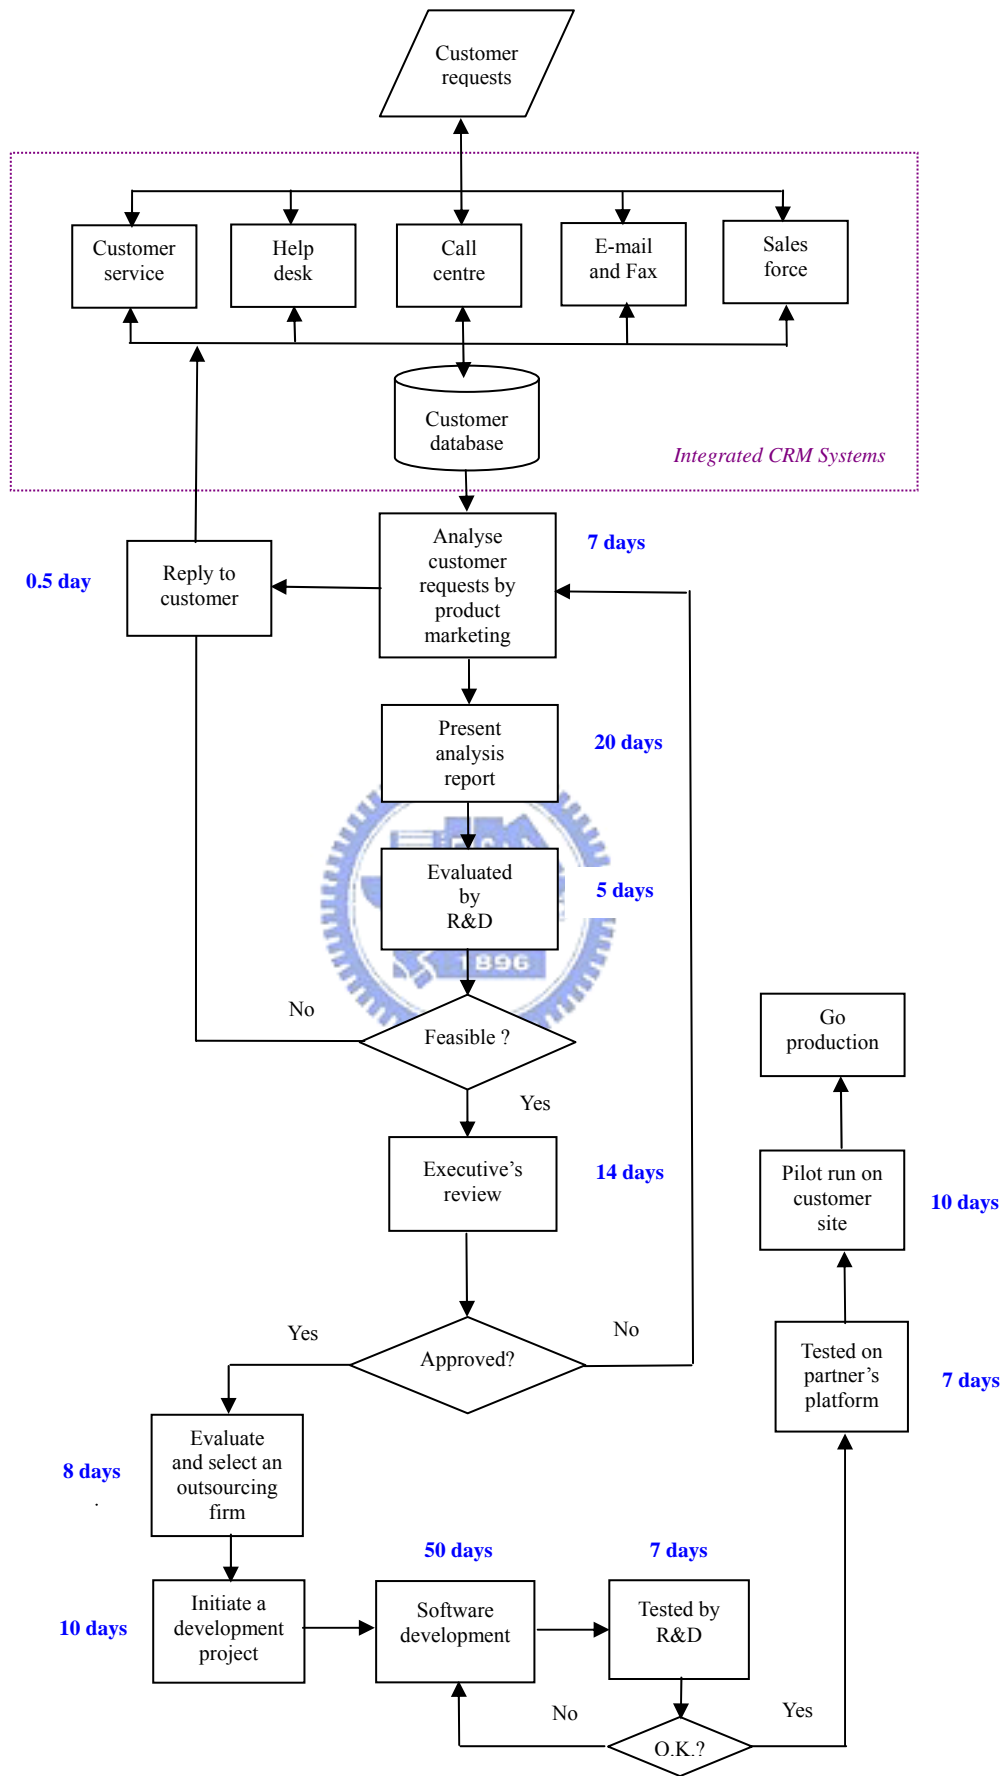 Customer
requests
Customer
service
Help
desk
Call
centre
E-mail
and Fax
Sales
force
Customer
database
Integrated CRM Systems
Analyse
customer
requests by
product
marketing
7 days
0.5 day
Reply to
customer
Present
analysis
report
20 days
Evaluated
by
R&D
5 days
1896
No
Feasible ?
Yes
Go
production
Executive's
review
14 days
Pilot run on
customer
site
10 days
Yes
Approved?
No
Tested on
partner's
platform
7 days
8 days
.
Evaluate
and select an
outsourcing
firm
50 days
7 days
10 days
Initiate a
development
project
Software
development
Tested by
R&D
No
Yes
O.K.?